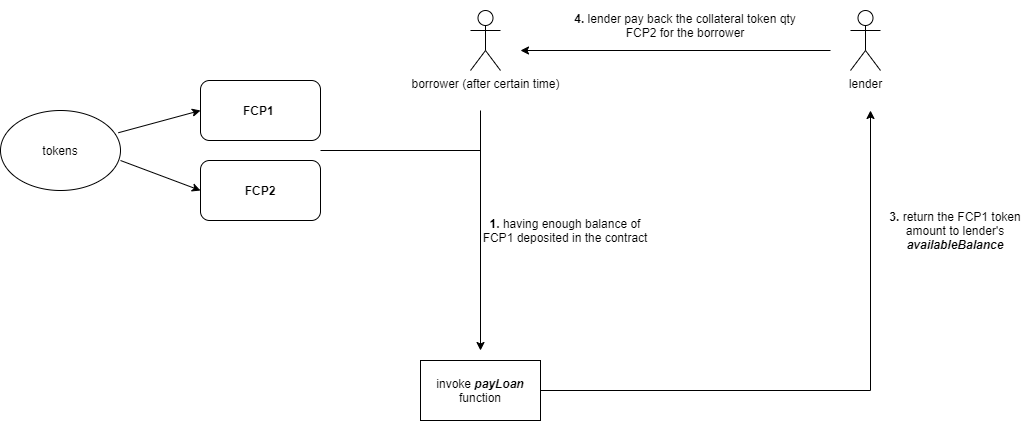 4. lender pay back the collateral token qty
FCP2 for the borrower
borrower (after certain time)
lender
FCP1
tokens
FCP2
1. having enough balance of
FCP1 deposited in the contract
3. return the FCP1 token
amount to lender's
availableBalance
invoke payLoan
function